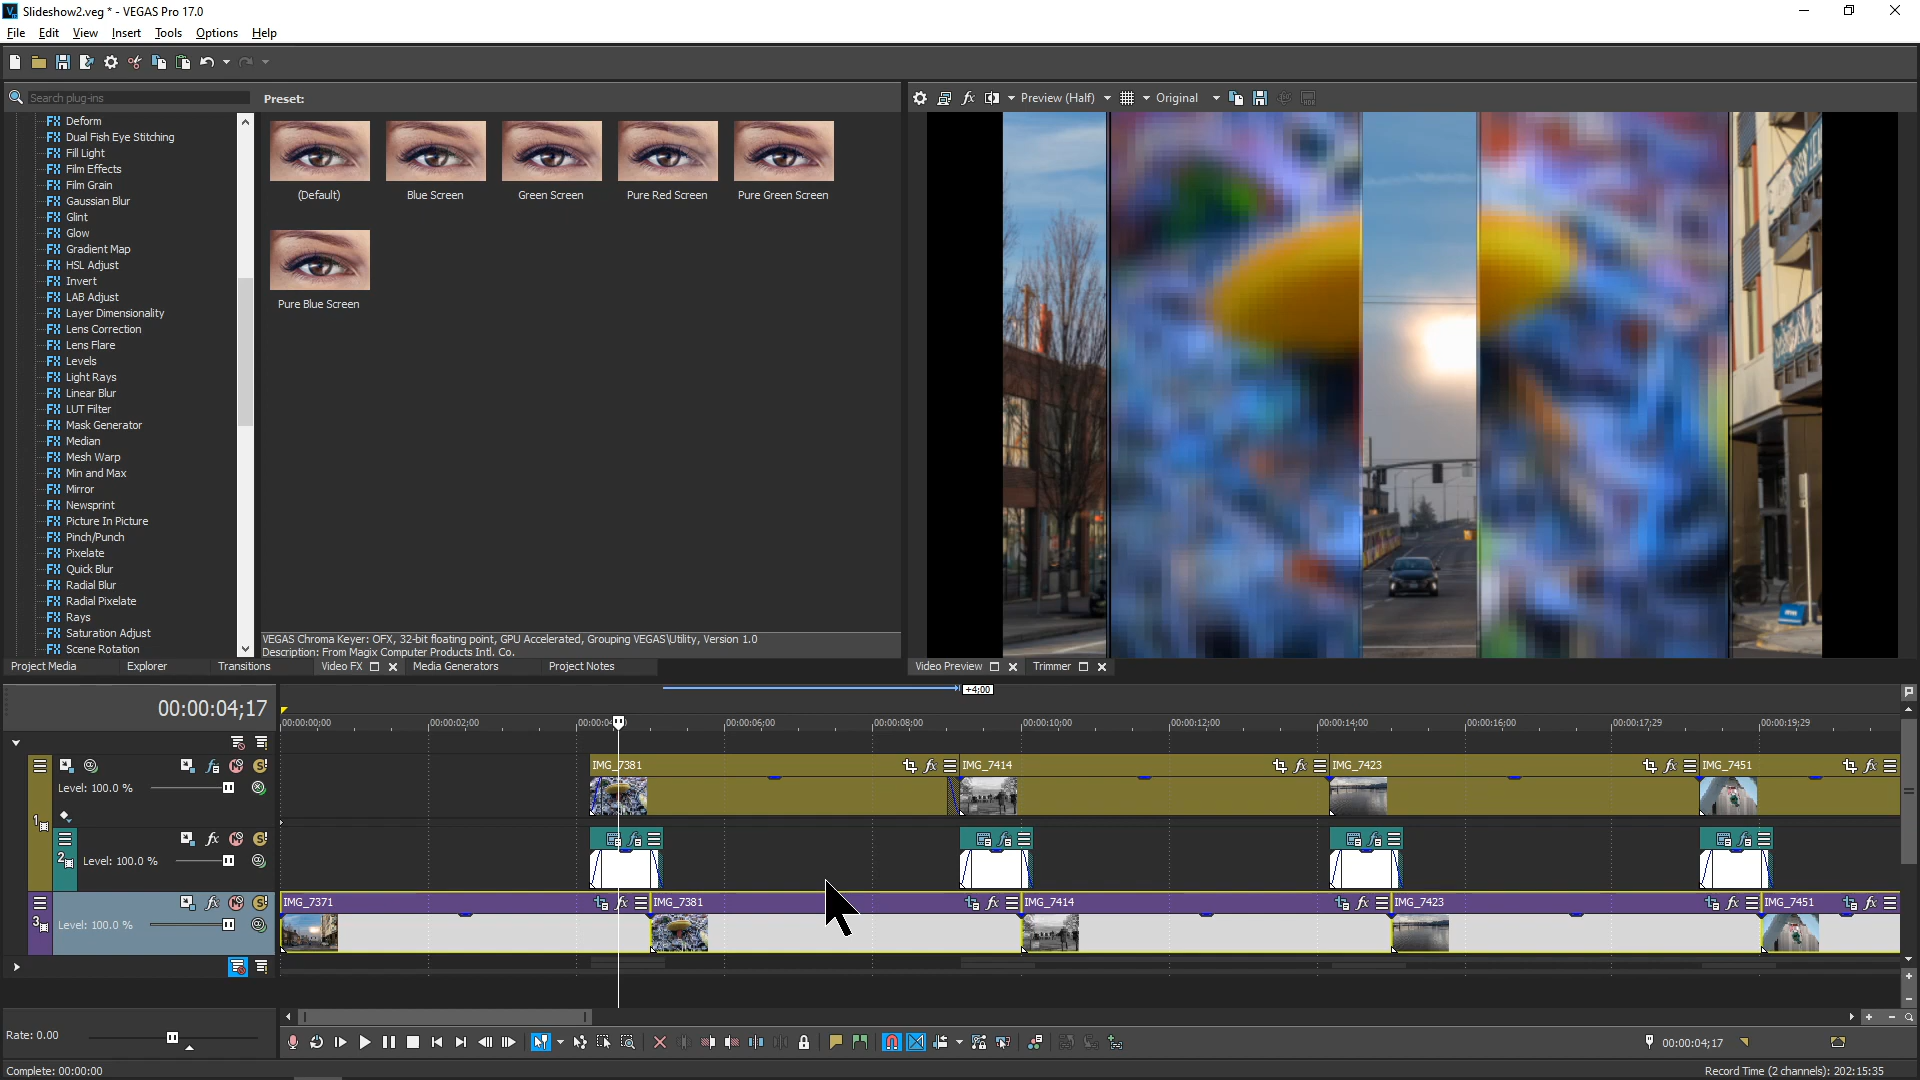 Slideshow2.veg * - VEGAS Pro 17.0
File Edit View Insert Tools Options Help
Search plug-ins
Preset:
Preview (Half) Original
Deform
Dual Fish Eye Stitching
Fill Light
Film Effects
Film Grain
Gaussian Blur
Glint
Glow
Gradient Map
HSL Adjust
Invert
LAB Adjust
Layer Dimensionality
Lens Correction
Lens Flare
Levels
Light Rays
Linear Blur
LUT Filter
Mask Generator
Median
Mesh Warp
Min and Max
Mirror
Newsprint
Picture In Picture
Pinch/Punch
Pixelate
Quick Blur
Radial Blur
Radial Pixelate
Rays
Saturation Adjust
Scene Rotation
(Default) Blue Screen Green Screen Pure Red Screen Pure Green Screen
Pure Blue Screen
VEGAS Chroma Keyer: OFX, 32-bit floating point, GPU Accelerated, Grouping VEGAS\Utility, Version 1.0
Description: From Magix Computer Products Intl. Co.
Project Media Explorer Transitions Video FX Media Generators Project Notes
Video Preview Trimmer
00:00:04;17
+4:00
00:00:00;00 00:00:02;00 00:00:06;00 00:00:08;00 00:00:10;00 00:00:12;00 00:00:14;00 00:00:16;00 00:00:17;29 00:00:19;29
1
Level: 100.0 %
IMG_7381 IMG_7414 IMG_7423 IMG_7451
2
Level: 100.0 %
3
Level: 100.0 %
IMG_7371 IMG_7381 IMG_7414 IMG_7423 IMG_7451
Rate: 0.00
00:00:04;17
Complete: 00:00:00
Record Time (2 channels): 202:15:35